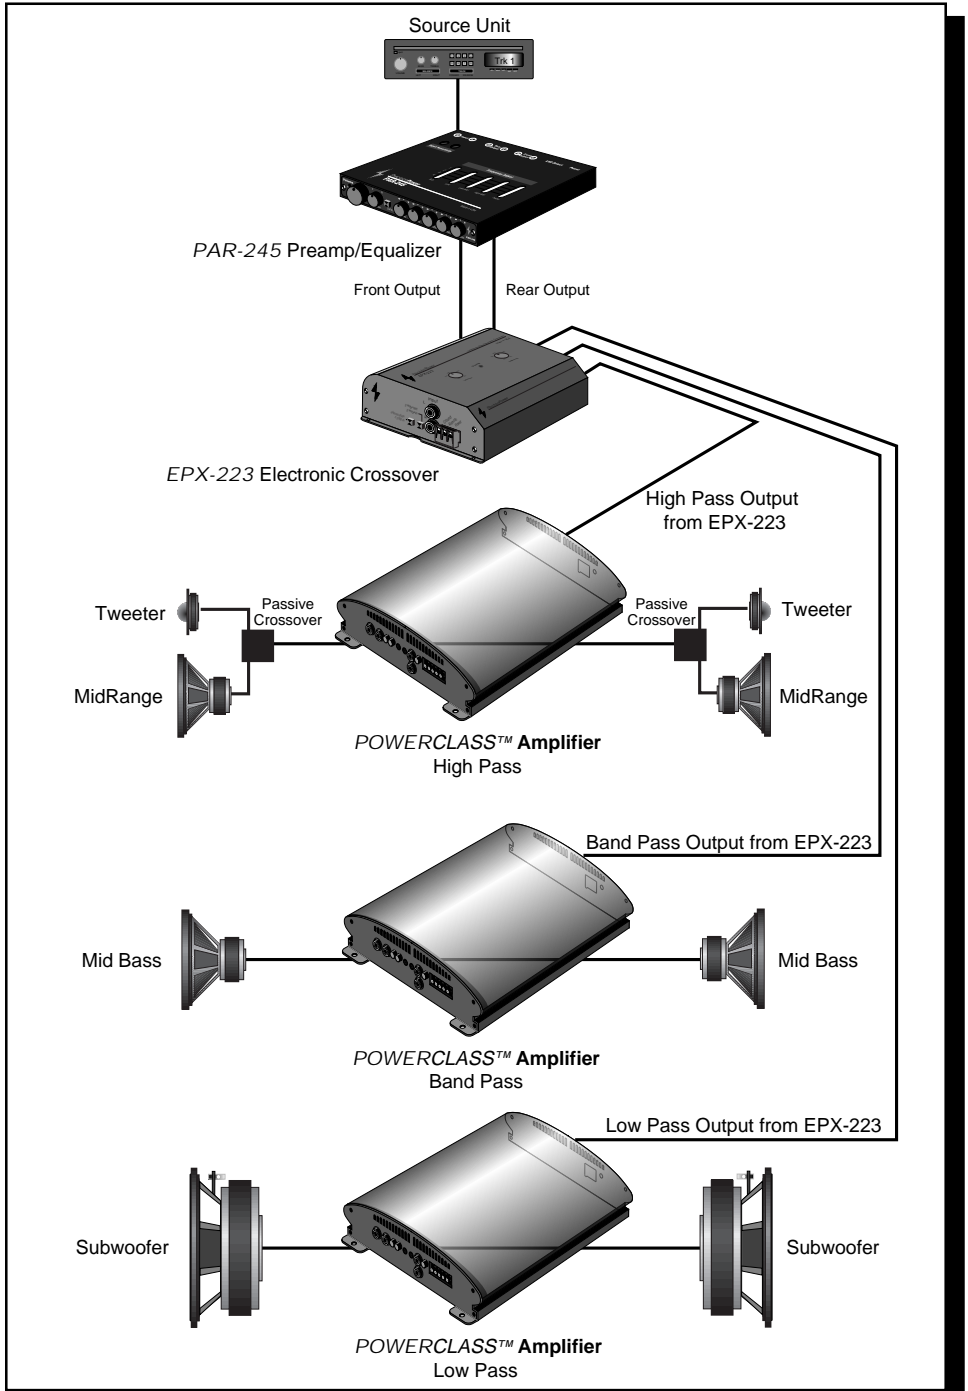 Source Unit
Trk 1
PAR-245 Preamp/Equalizer
Front Output
Rear Output
EPX-223 Electronic Crossover
High Pass Output
from EPX-223
Tweeter
Passive
Crossover
Passive
Crossover
Tweeter
MidRange
MidRange
POWERCLASS™ Amplifier
High Pass
Band Pass Output from EPX-223
Mid Bass
Mid Bass
POWERCLASS™ Amplifier
Band Pass
Low Pass Output from EPX-223
Subwoofer
Subwoofer
POWERCLASS™ Amplifier
Low Pass